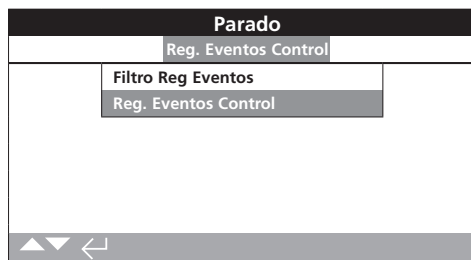 Parado
Reg. Eventos Control
Filtro Reg Eventos
Reg. Eventos Control